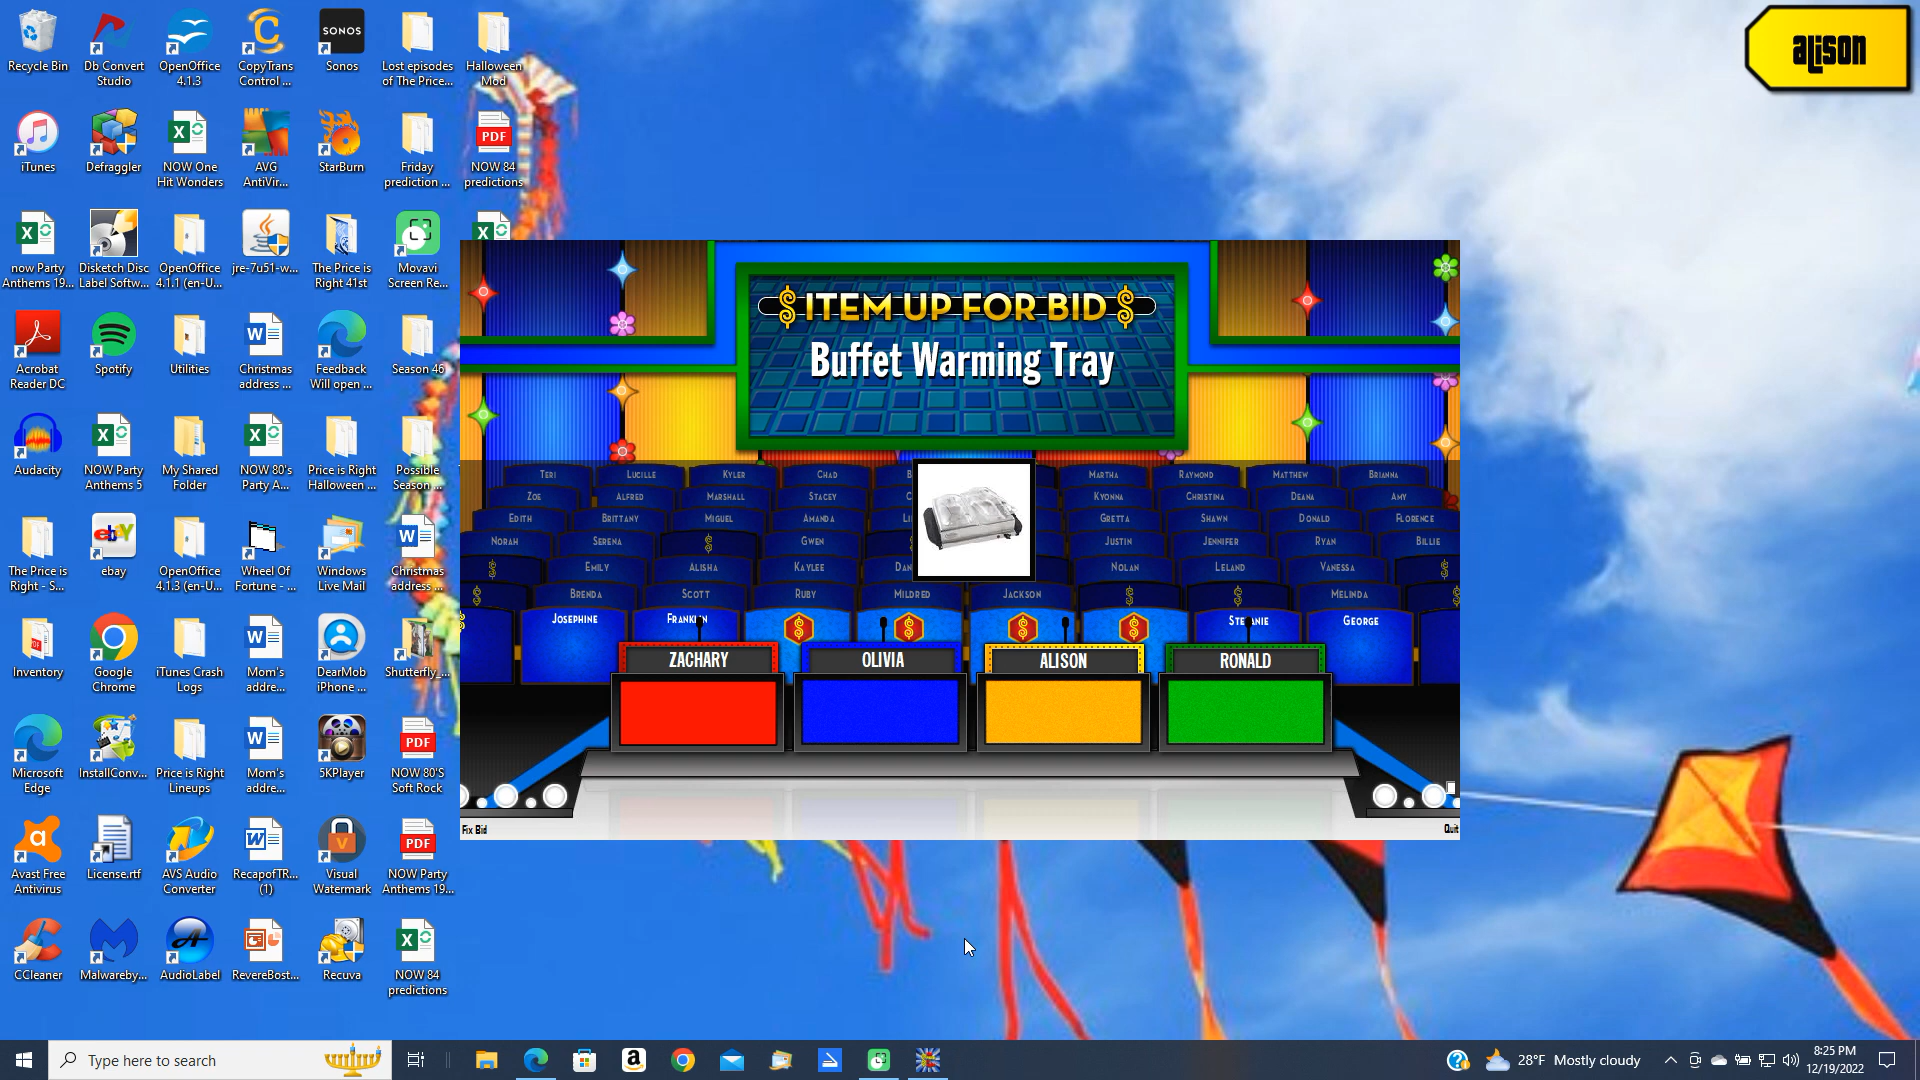 Recycle Bin
Db Convert
Studio
OpenOffice
4.1.3
CopyTrans
Control ...
SONOS
Sonos
Lost episodes
of The Price...
Halloween
Mod
alison
iTunes
Defraggler
NOW One
Hit Wonders
AVG
AntiVir...
StarBurn
Friday
prediction ...
PDF
NOW 84
predictions
now Party
Anthems 19...
Disketch Disc
Label Softw...
OpenOffice
4.1.1 (en-U...
jre-7u51-w...
The Price is
Right 41st
Movavi
Screen Re...
Acrobat
Reader DC
Spotify
Utilities
Christmas
address ...
Feedback
Will open ...
Season 46
Audacity
NOW Party
Anthems 5
My Shared
Folder
NOW 80's
Party A...
Price is Right
Halloween ...
Possible
Season ...
The Price is
Right - S...
ebay
ebay
OpenOffice
4.1.3 (en-U...
Wheel Of
Fortune - ...
Windows
Live Mail
Christmas
address ...
Inventory
Google
Chrome
iTunes Crash
Logs
Mom's
addre...
DearMob
iPhone ...
Shutterfly_...
Microsoft
Edge
InstallConv...
Price is Right
Lineups
Mom's
addre...
5KPlayer
PDF
NOW 80'S
Soft Rock
Avast Free
Antivirus
License.rtf
AVS Audio
Converter
RecapofTR...
(1)
Visual
Watermark
PDF
NOW Party
Anthems 19...
CCleaner
Malwareby...
AudioLabel
RevereBost...
Recuva
NOW 84
predictions
$ ITEM UP FOR BID $
Buffet Warming Tray
TERI LUCILLE KYLER CHAD MARTHA RAYMOND MATTHEW BRIANNA
ZOE ALFRED MARSHALL STACEY KYONNA CHRISTINA DEANA AMY
EDITH BRITTANY MIGUEL AMANDA GRETTA SHAWN DONALD FLORENCE
NORAH SERENA GWEN JUSTIN JENNIFER RYAN BILLIE
EMILY ALISHA KAYLEE NOLAN LELAND VANESSA
BRENDA SCOTT RUBY MILDRED JACKSON MELINDA
JOSEPHINE FRANKLIN STEFANIE GEORGE
ZACHARY OLIVIA ALISON RONALD
Fix Bid
Quit
Type here to search
28°F Mostly cloudy
8:25 PM
12/19/2022